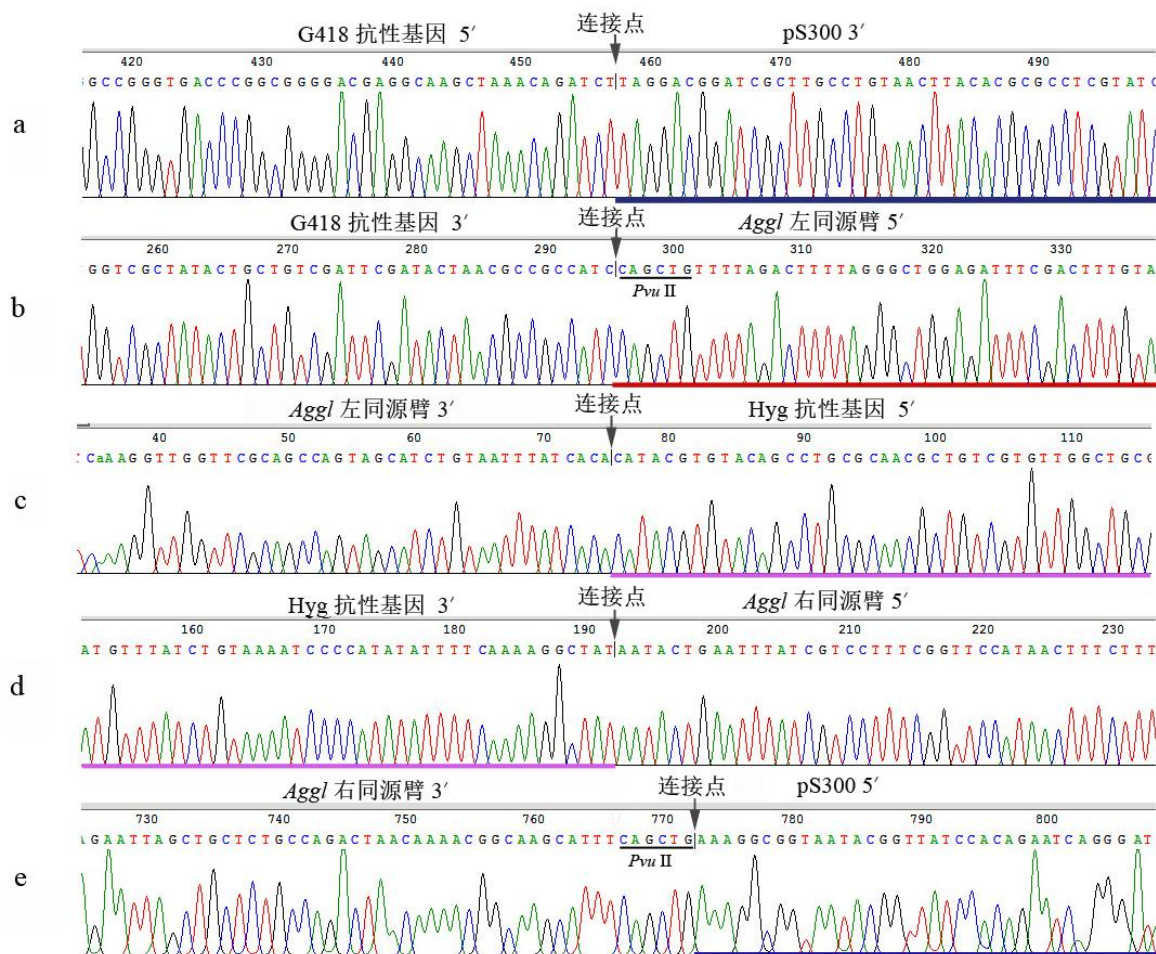 G418 抗性基因 5′ 连接点 pS300 3′
420 430 440 450 460 470 480 490
GCCGGGTGACCCGGCGGGGACGAGGCAAGCTAAACAGATCTTAGGACGGATCGCTTGCCTGTAACTTACACGCGCCTCGTATC
a
G418 抗性基因 3′ 连接点 Aggl 左同源臂 5′
260 270 280 290 300 310 320 330
GGTCGCTATACTGCTGTCGATTCGATACTAACGCCGCCATCCAGCTGTTTTAGACTTTTAGGGCTGGAGATTTCGACTTTGTA
Pvu II
b
Aggl 左同源臂 3′ 连接点 Hyg 抗性基因 5′
40 50 60 70 80 90 100 110
CaAAGGTTGGTTCGCAGCCAGTAGCATCTGTAATTTATCACACATACGTGTACAGCCTGCGCAACGCTGTCGTGTTGGCTGCG
c
Hyg 抗性基因 3′ 连接点 Aggl 右同源臂 5′
160 170 180 190 200 210 220 230
ATGTTTATCTGTAAAATCCCCATATATTTTCAAAAGGCTATAATACTGAATTTATCGTCCTTTCGGTTCCATAACTTTCTTT
d
Aggl 右同源臂 3′ 连接点 pS300 5′
730 740 750 760 770 780 790 800
GAATTAGCTGCTCTGCCAGACTAACAAAACGGCAAGCATTTCAGCTGAAAGGCGGTAATACGGTTATCCACAGAATCAGGGAT
Pvu II
e